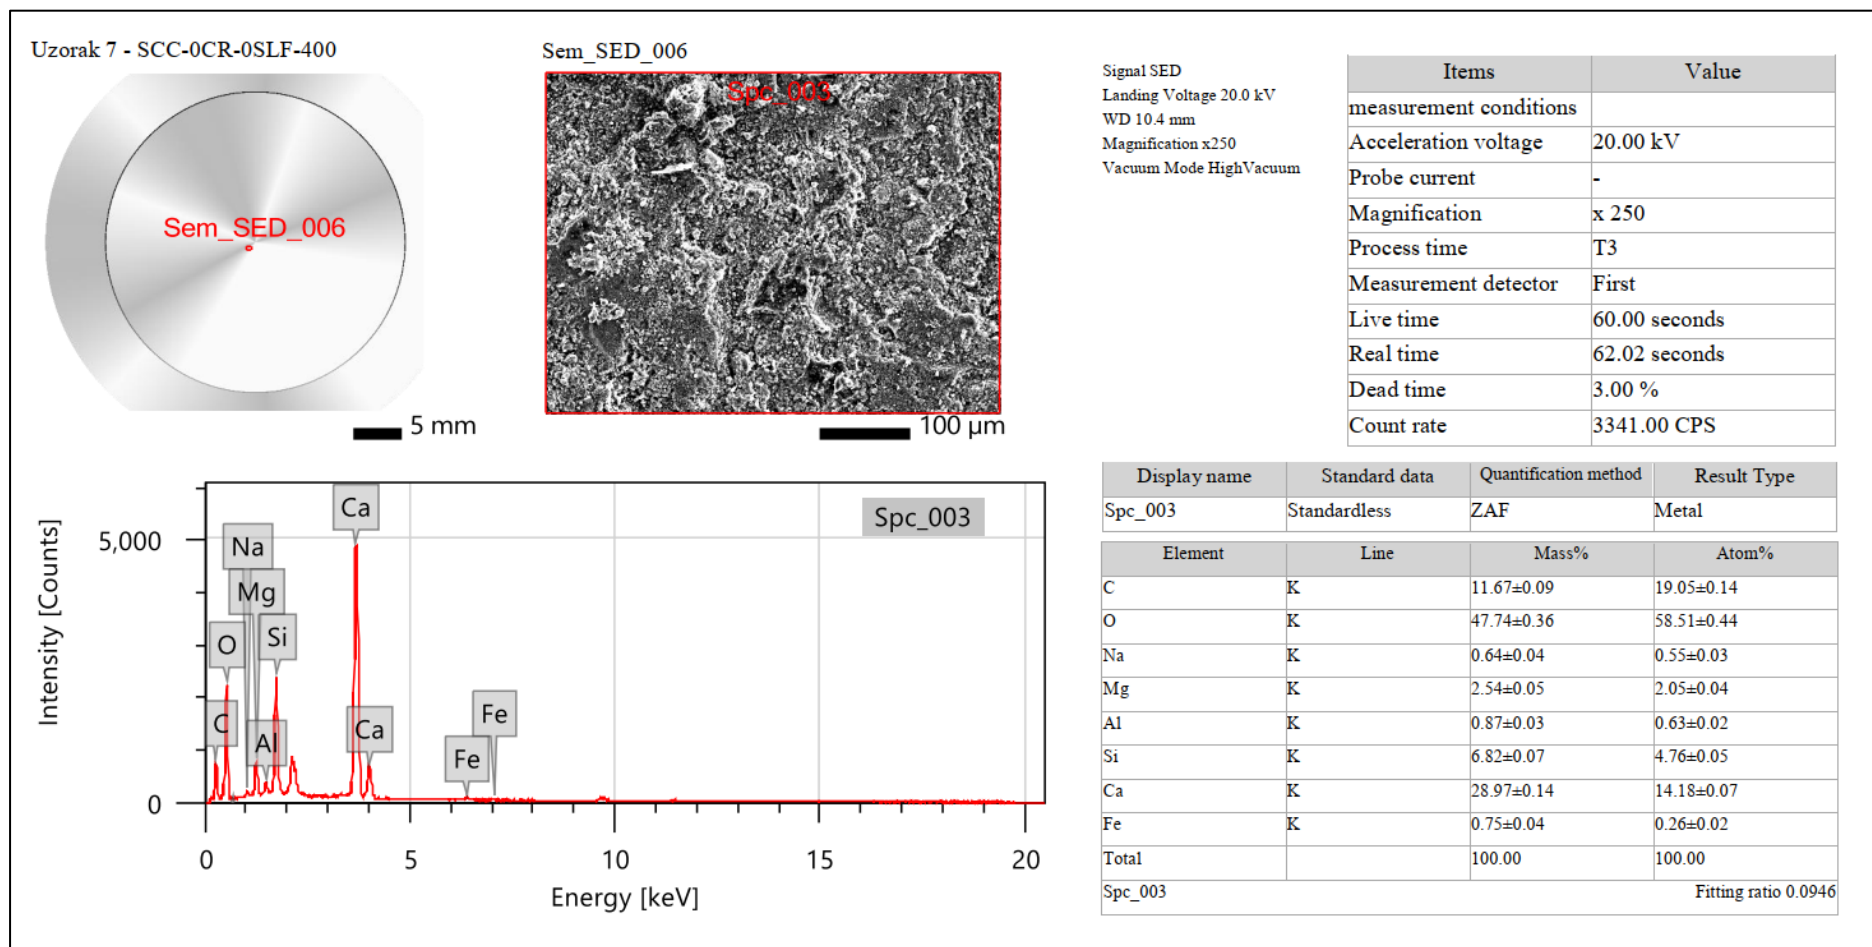 Uzorak 7 - SCC-0CR-0SLF-400
Sem_SED_006
Sem_SED_006
5 mm
Spc_003
100 μm
Signal SED
Landing Voltage 20.0 kV
WD 10.4 mm
Magnification x250
Vacuum Mode HighVacuum
Items Value
measurement conditions
Acceleration voltage 20.00 kV
Probe current -
Magnification x 250
Process time T3
Measurement detector First
Live time 60.00 seconds
Real time 62.02 seconds
Dead time 3.00 %
Count rate 3341.00 CPS
Intensity [Counts]
5,000
0
C
O
Na
Mg
Al
Si
Ca
Ca
Fe
Fe
Spc_003
0 5 10 15 20
Energy [keV]
Display name Standard data Quantification method Result Type
Spc_003 Standardless ZAF Metal
Element Line Mass% Atom%
C K 11.67±0.09 19.05±0.14
O K 47.74±0.36 58.51±0.44
Na K 0.64±0.04 0.55±0.03
Mg K 2.54±0.05 2.05±0.04
Al K 0.87±0.03 0.63±0.02
Si K 6.82±0.07 4.76±0.05
Ca K 28.97±0.14 14.18±0.07
Fe K 0.75±0.04 0.26±0.02
Total 100.00 100.00
Spc_003 Fitting ratio 0.0946